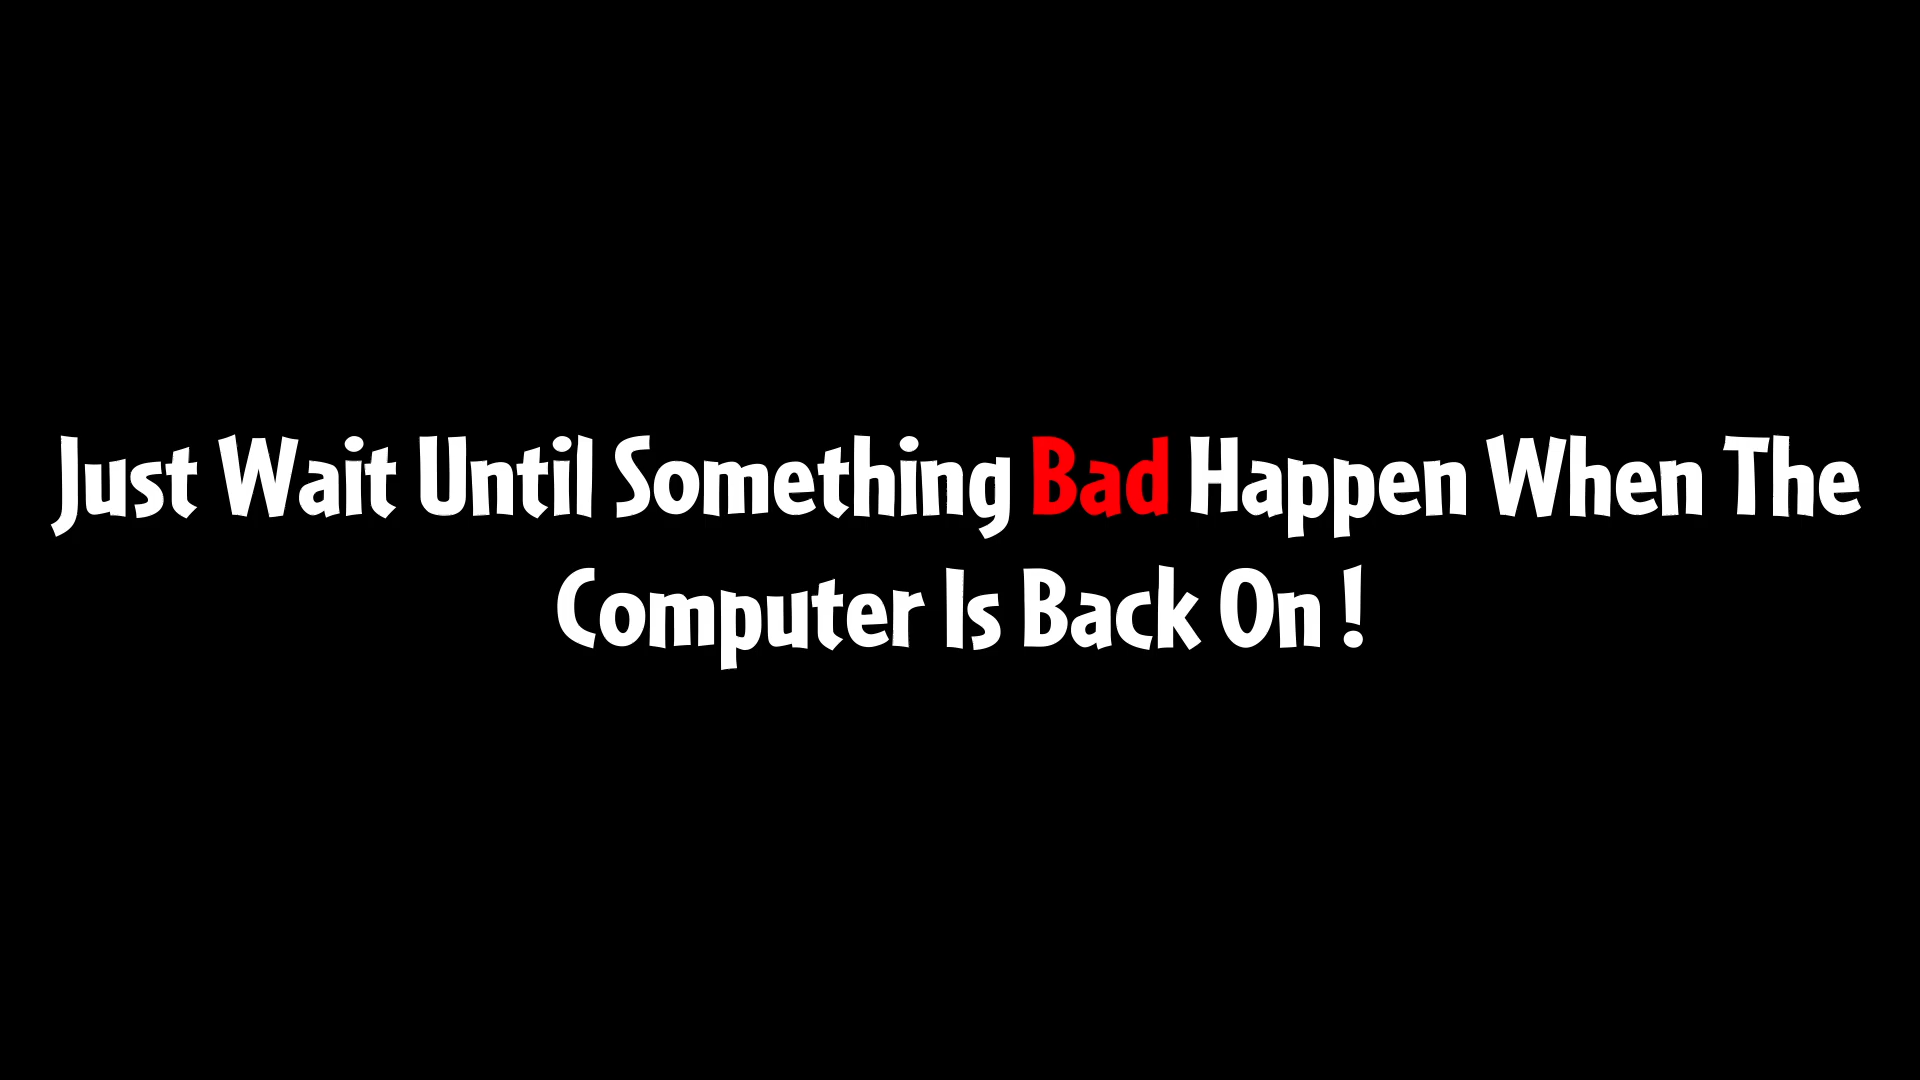 Just Wait Until Something Bad Happen When The
Computer Is Back On !